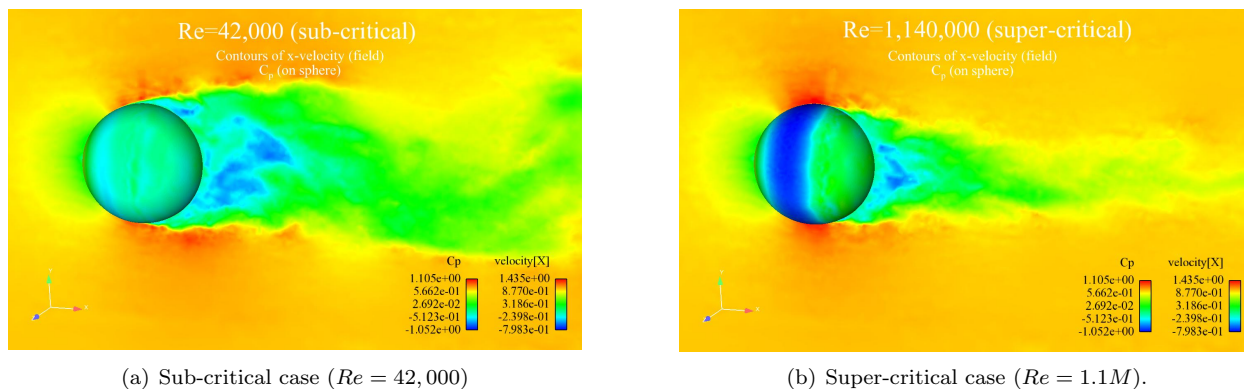 Re=42,000 (sub-critical)
Contours of x-velocity (field)
Cp (on sphere)
Cp velocity[X]
1.105e+00 1.435e+00
5.662e-01 8.770e-01
2.692e-02 3.186e-01
-5.123e-01 -2.398e-01
-1.052e+00 -7.983e-01
Y
X
Z
(a) Sub-critical case (Re = 42,000)
Re=1,140,000 (super-critical)
Contours of x-velocity (field)
Cp (on sphere)
Cp velocity[X]
1.105e+00 1.435e+00
5.662e-01 8.770e-01
2.692e-02 3.186e-01
-5.123e-01 -2.398e-01
-1.052e+00 -7.983e-01
Y
X
Z
(b) Super-critical case (Re = 1.1M).